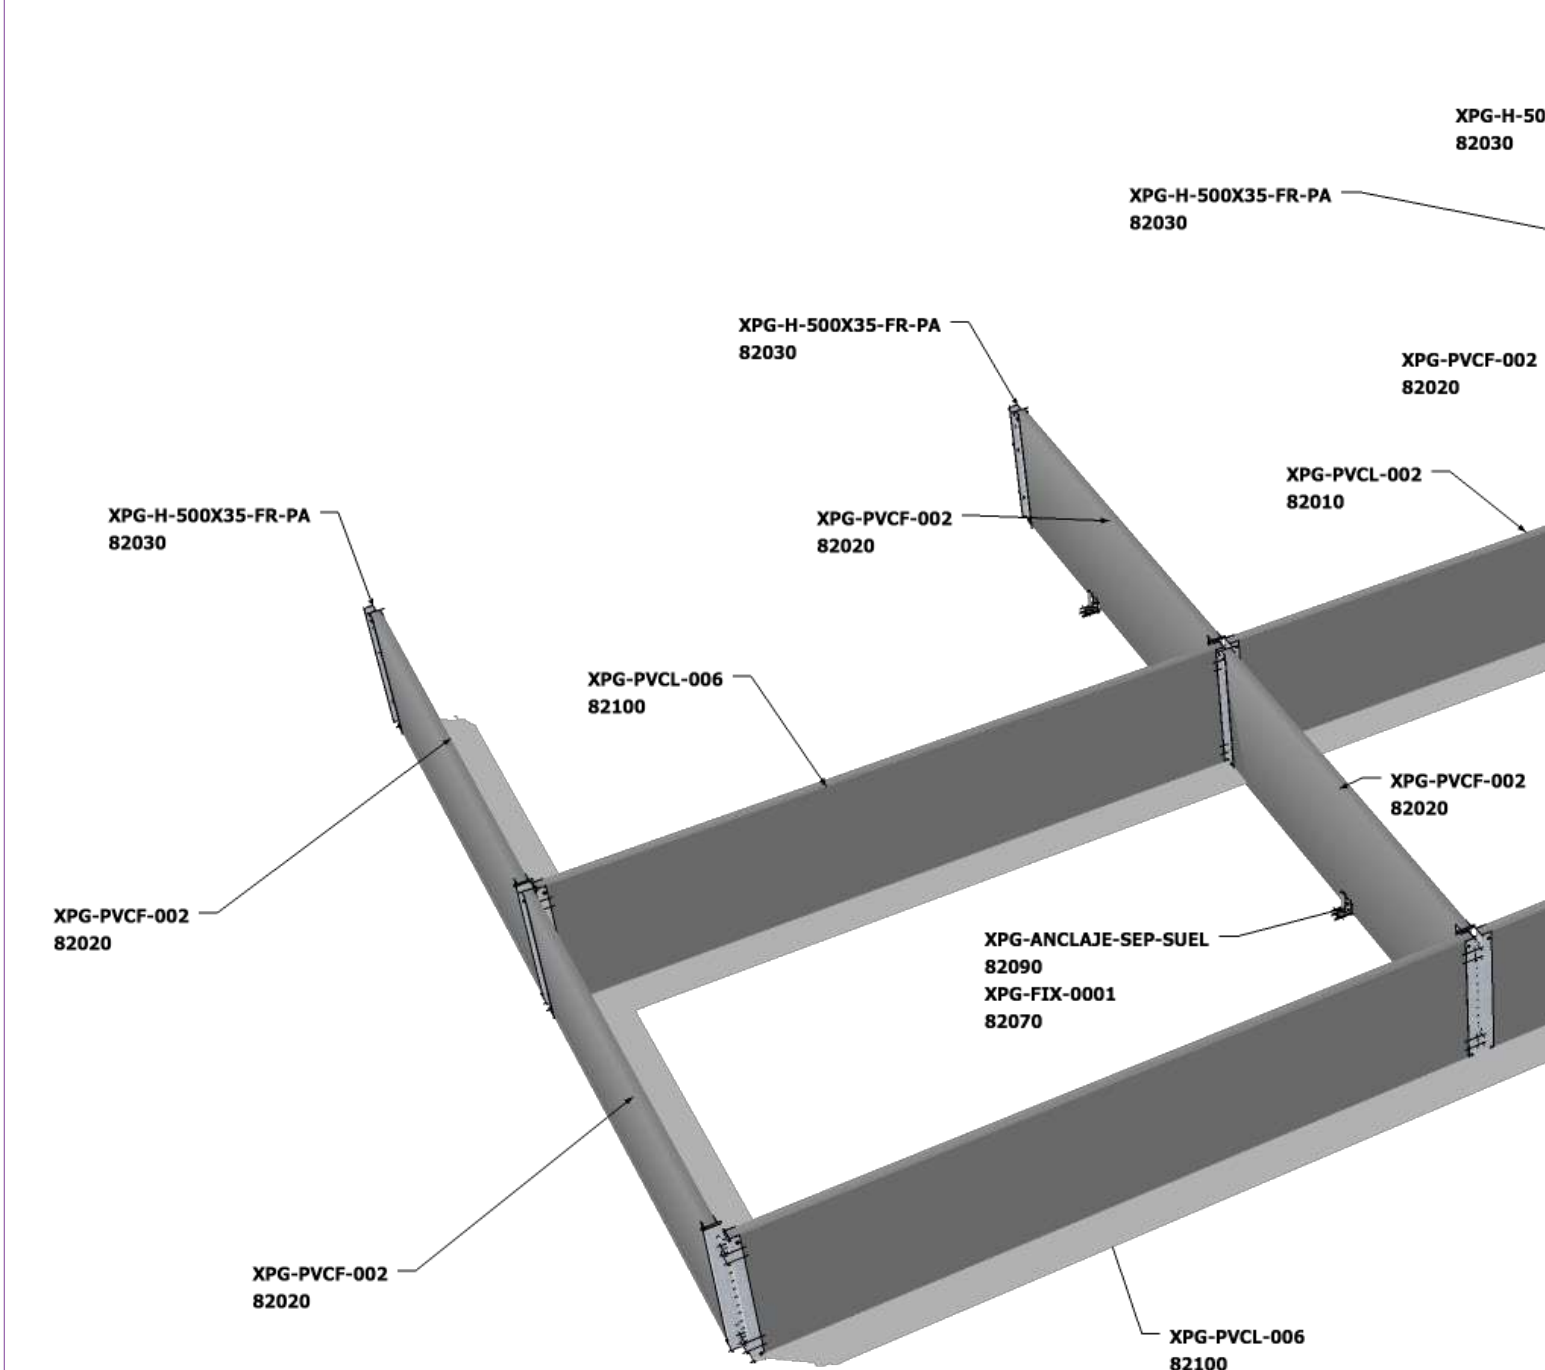 XPG-H-50
82030
XPG-H-500X35-FR-PA
82030
XPG-H-500X35-FR-PA
82030
XPG-PVCF-002
82020
XPG-PVCL-002
82010
XPG-H-500X35-FR-PA
82030
XPG-PVCF-002
82020
XPG-PVCL-006
82100
XPG-PVCF-002
82020
XPG-PVCF-002
82020
XPG-ANCLAJE-SEP-SUEL
82090
XPG-FIX-0001
82070
XPG-PVCF-002
82020
XPG-PVCL-006
82100